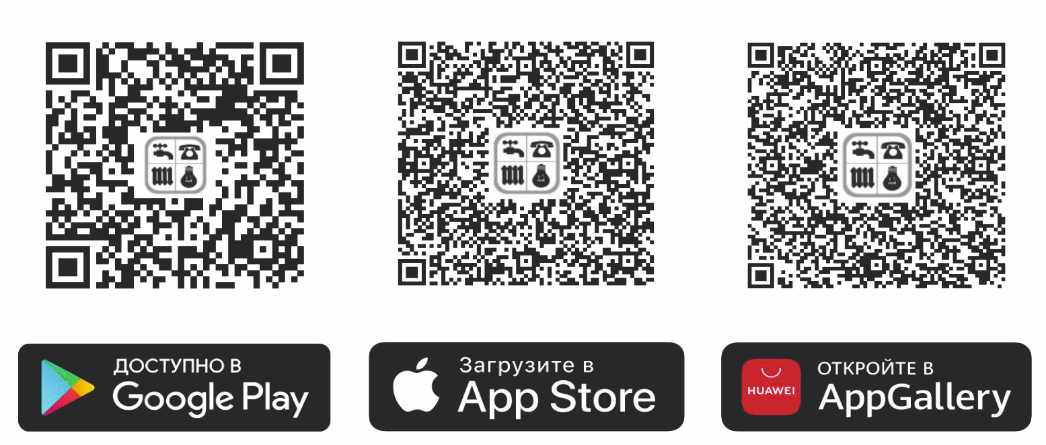 ДОСТУПНО В
Google Play
Загрузите в
App Store
HUAWEI
ОТКРОЙТЕ В
AppGallery